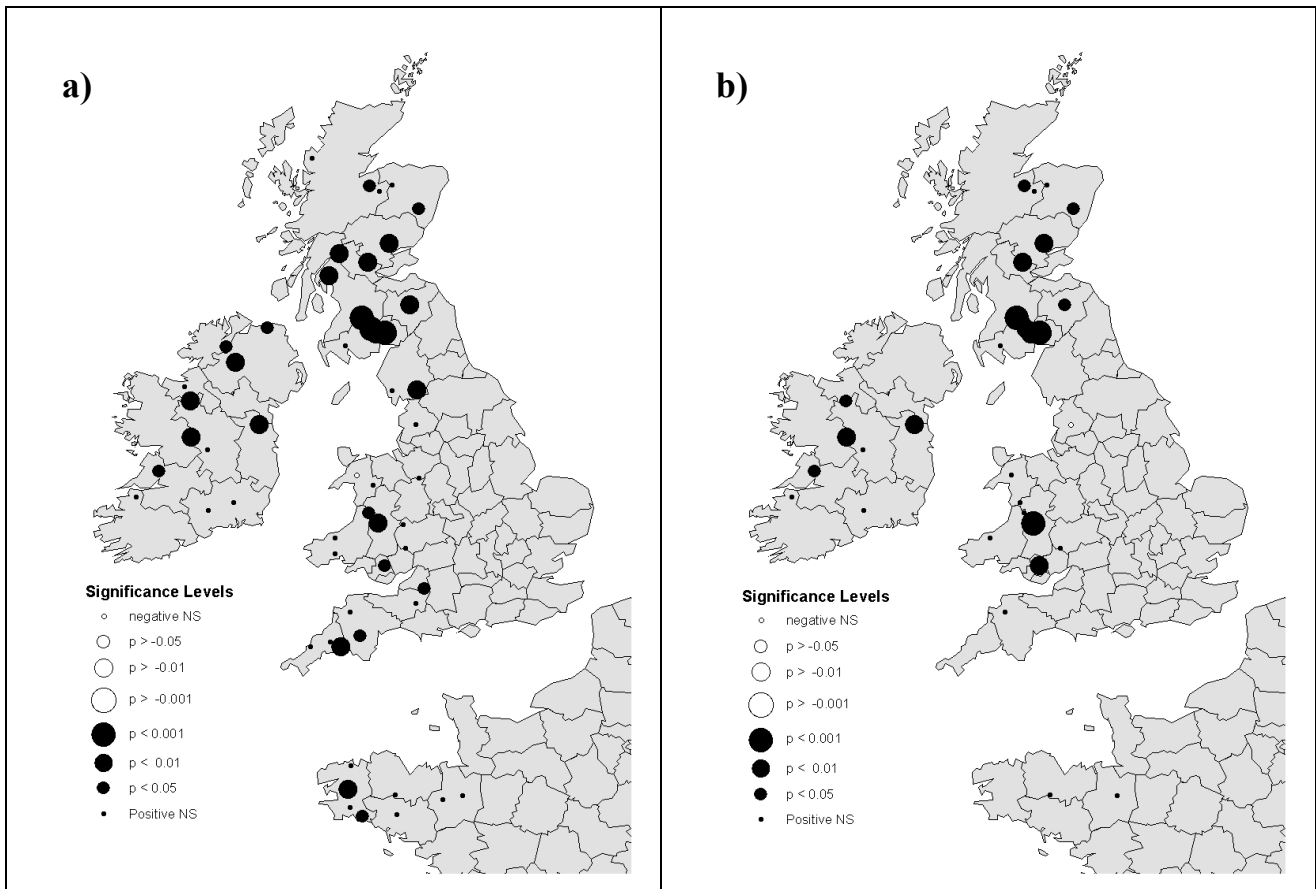 a)
Significance Levels
negative NS
p > -0.05
p > -0.01
p > -0.001
p < 0.001
p < 0.01
p < 0.05
Positive NS
b)
Significance Levels
negative NS
p > -0.05
p > -0.01
p > -0.001
p < 0.001
p < 0.01
p < 0.05
Positive NS